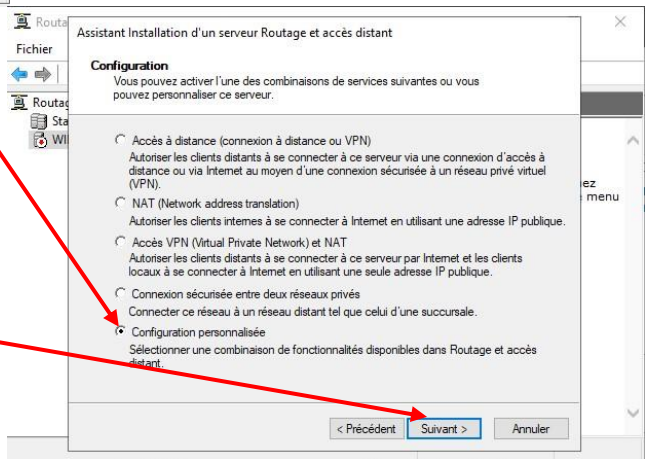 Routa
Assistant Installation d'un serveur Routage et accès distant
Fichier
Configuration
Vous pouvez activer l'une des combinaisons de services suivantes ou vous
pouvez personnaliser ce serveur.
Routag
Sta
WI
Accès à distance (connexion à distance ou VPN)
Autoriser les clients distants à se connecter à ce serveur via une connexion d'accès à
distance ou via Internet au moyen d'une connexion sécurisée à un réseau privé virtuel
(VPN).
ez
menu
NAT (Network address translation)
Autoriser les clients internes à se connecter à Internet en utilisant une adresse IP publique.
Accès VPN (Virtual Private Network) et NAT
Autoriser les clients distants à se connecter à ce serveur par Internet et les clients
locaux à se connecter à Internet en utilisant une seule adresse IP publique.
Connexion sécurisée entre deux réseaux privés
Connecter ce réseau à un réseau distant tel que celui d'une succursale.
Configuration personnalisée
Sélectionner une combinaison de fonctionnalités disponibles dans Routage et accès
distant.
< Précédent
Suivant >
Annuler